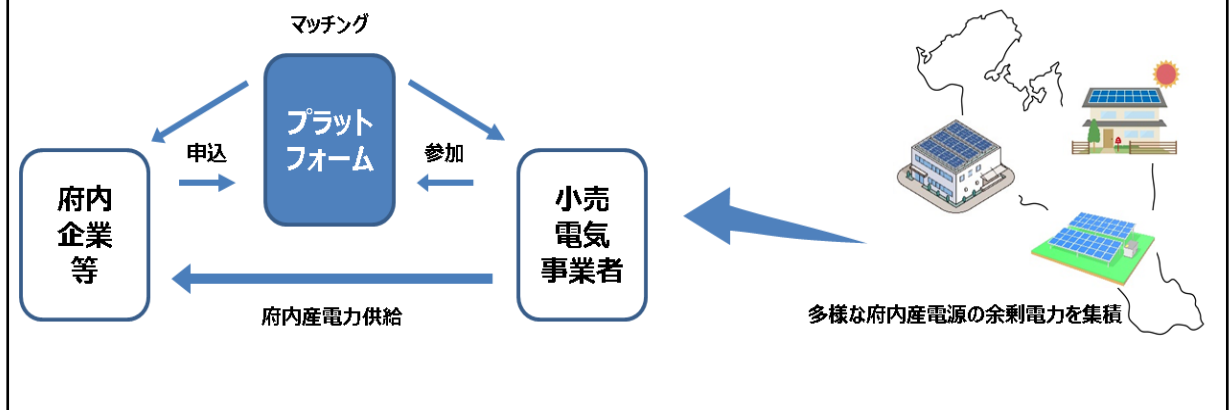 マッチング
プラット
フォーム
申込
参加
府内
企業
等
小売
電気
事業者
府内産電力供給
多様な府内産電源の余剰電力を集積